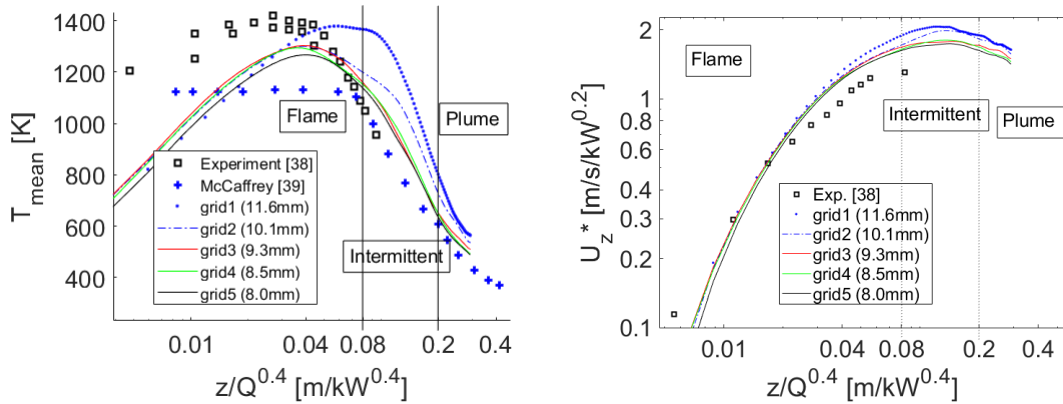 1400
1200
1000
800
600
400
0.01
0.04
0.08
0.2
0.4
T_mean [K]
z/Q^0.4 [m/kW^0.4]
Flame
Plume
Intermittent
Experiment [38]
McCaffrey [39]
grid1 (11.6mm)
grid2 (10.1mm)
grid3 (9.3mm)
grid4 (8.5mm)
grid5 (8.0mm)
2
1
0.6
0.4
0.3
0.2
0.1
0.01
0.04
0.08
0.2
0.4
U_z* [m/s/kW^0.2]
z/Q^0.4 [m/kW^0.4]
Flame
Intermittent
Plume
Exp. [38]
grid1 (11.6mm)
grid2 (10.1mm)
grid3 (9.3mm)
grid4 (8.5mm)
grid5 (8.0mm)